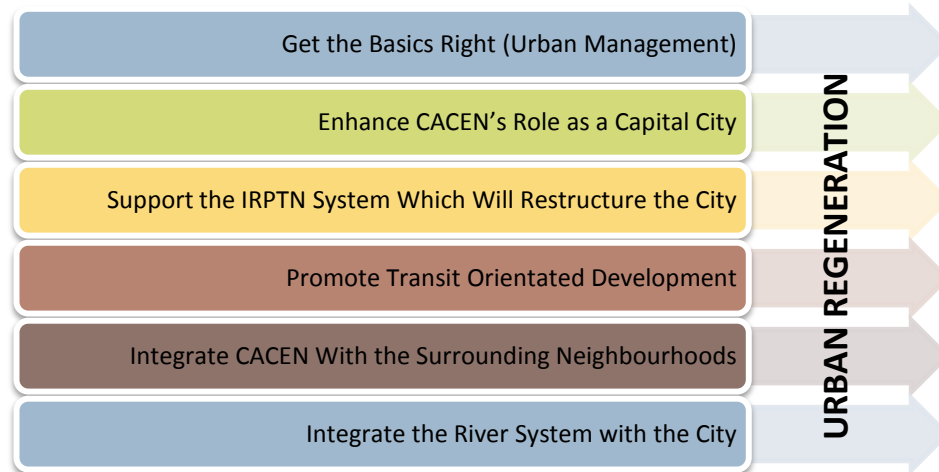 Get the Basics Right (Urban Management)
Enhance CACEN’s Role as a Capital City
Support the IRPTN System Which Will Restructure the City
Promote Transit Orientated Development
Integrate CACEN With the Surrounding Neighbourhoods
Integrate the River System with the City
URBAN REGENERATION